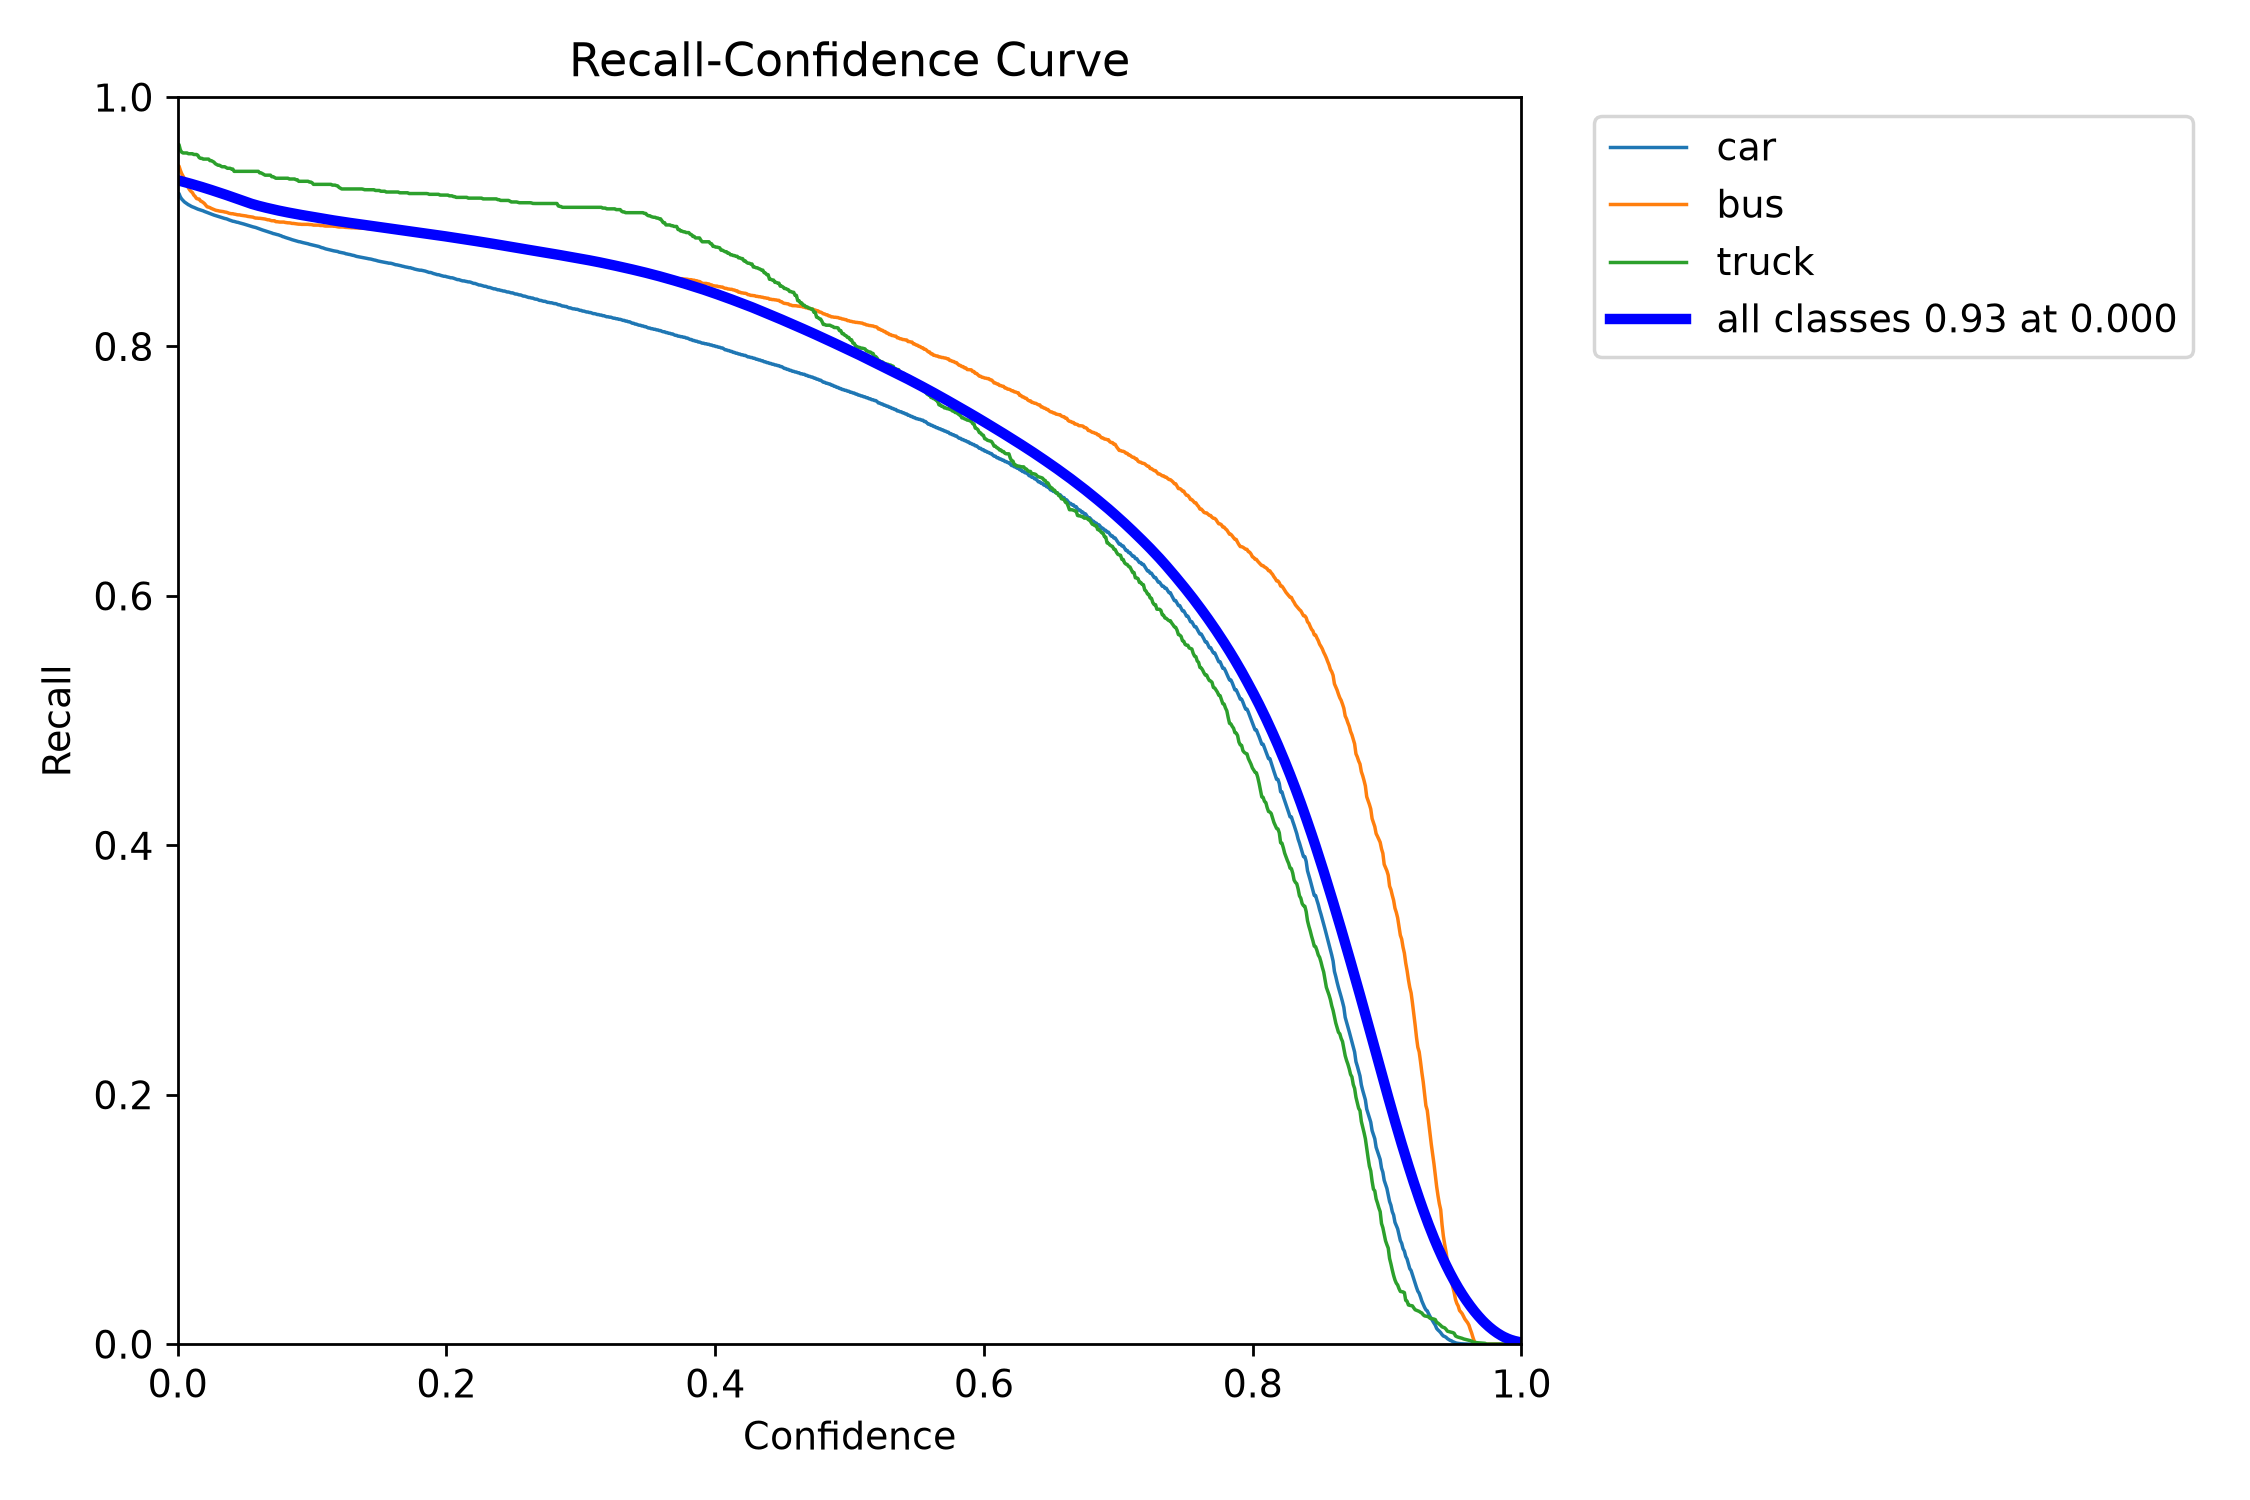 Recall-Confidence Curve
1.0
0.8
0.6
0.4
0.2
0.0
Recall
0.0 0.2 0.4 0.6 0.8 1.0
Confidence
car
bus
truck
all classes 0.93 at 0.000